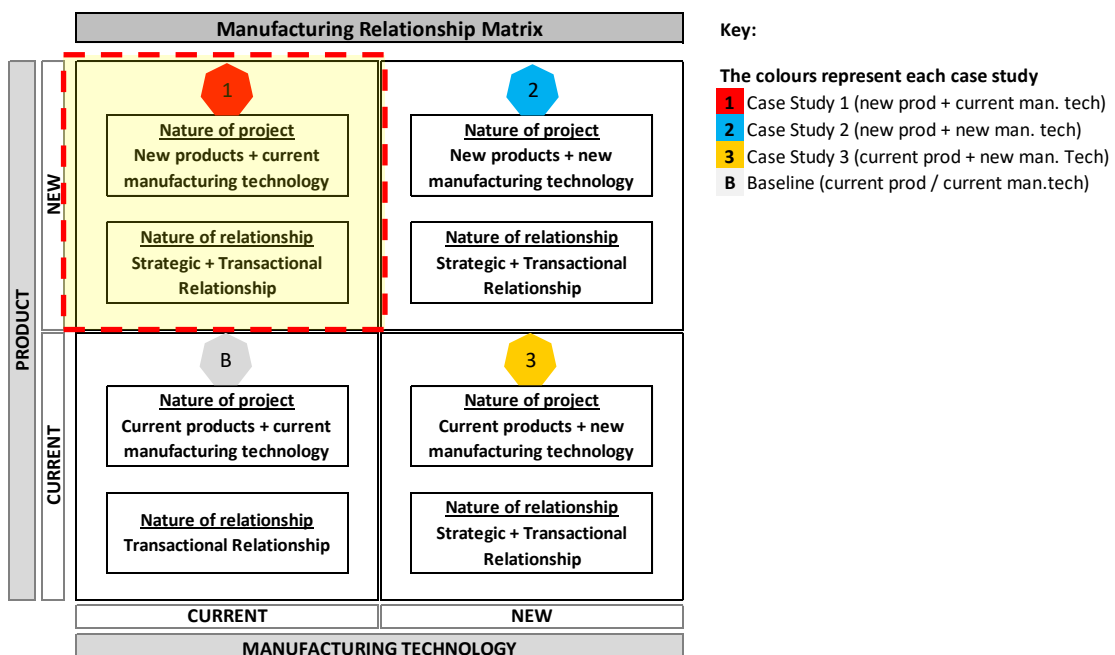 Manufacturing Relationship Matrix
Key:
The colours represent each case study
1 Case Study 1 (new prod + current man. tech)
2 Case Study 2 (new prod + new man. tech)
3 Case Study 3 (current prod + new man. Tech)
B Baseline (current prod / current man.tech)
PRODUCT
NEW
1
Nature of project
New products + current
manufacturing technology
Nature of relationship
Strategic + Transactional
Relationship
2
Nature of project
New products + new
manufacturing technology
Nature of relationship
Strategic + Transactional
Relationship
CURRENT
B
Nature of project
Current products + current
manufacturing technology
Nature of relationship
Transactional Relationship
3
Nature of project
Current products + new
manufacturing technology
Nature of relationship
Strategic + Transactional
Relationship
CURRENT
NEW
MANUFACTURING TECHNOLOGY